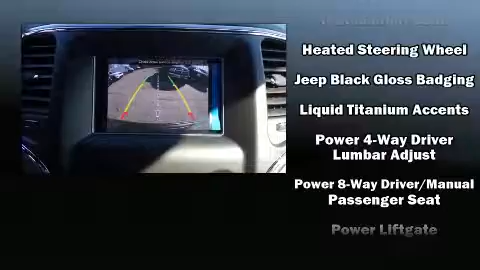 Heated Steering Wheel
Jeep Black Gloss Badging
Liquid Titanium Accents
Power 4-Way Driver
Lumbar Adjust
Power 8-Way Driver/Manual
Passenger Seat
Power Liftgate